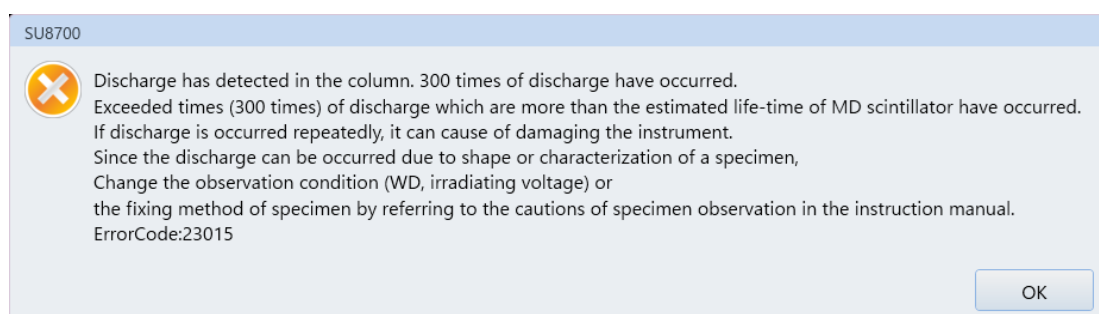 SU8700
Discharge has detected in the column. 300 times of discharge have occurred.
Exceeded times (300 times) of discharge which are more than the estimated life-time of MD scintillator have occurred.
If discharge is occurred repeatedly, it can cause of damaging the instrument.
Since the discharge can be occurred due to shape or characterization of a specimen,
Change the observation condition (WD, irradiating voltage) or
the fixing method of specimen by referring to the cautions of specimen observation in the instruction manual.
ErrorCode:23015
OK